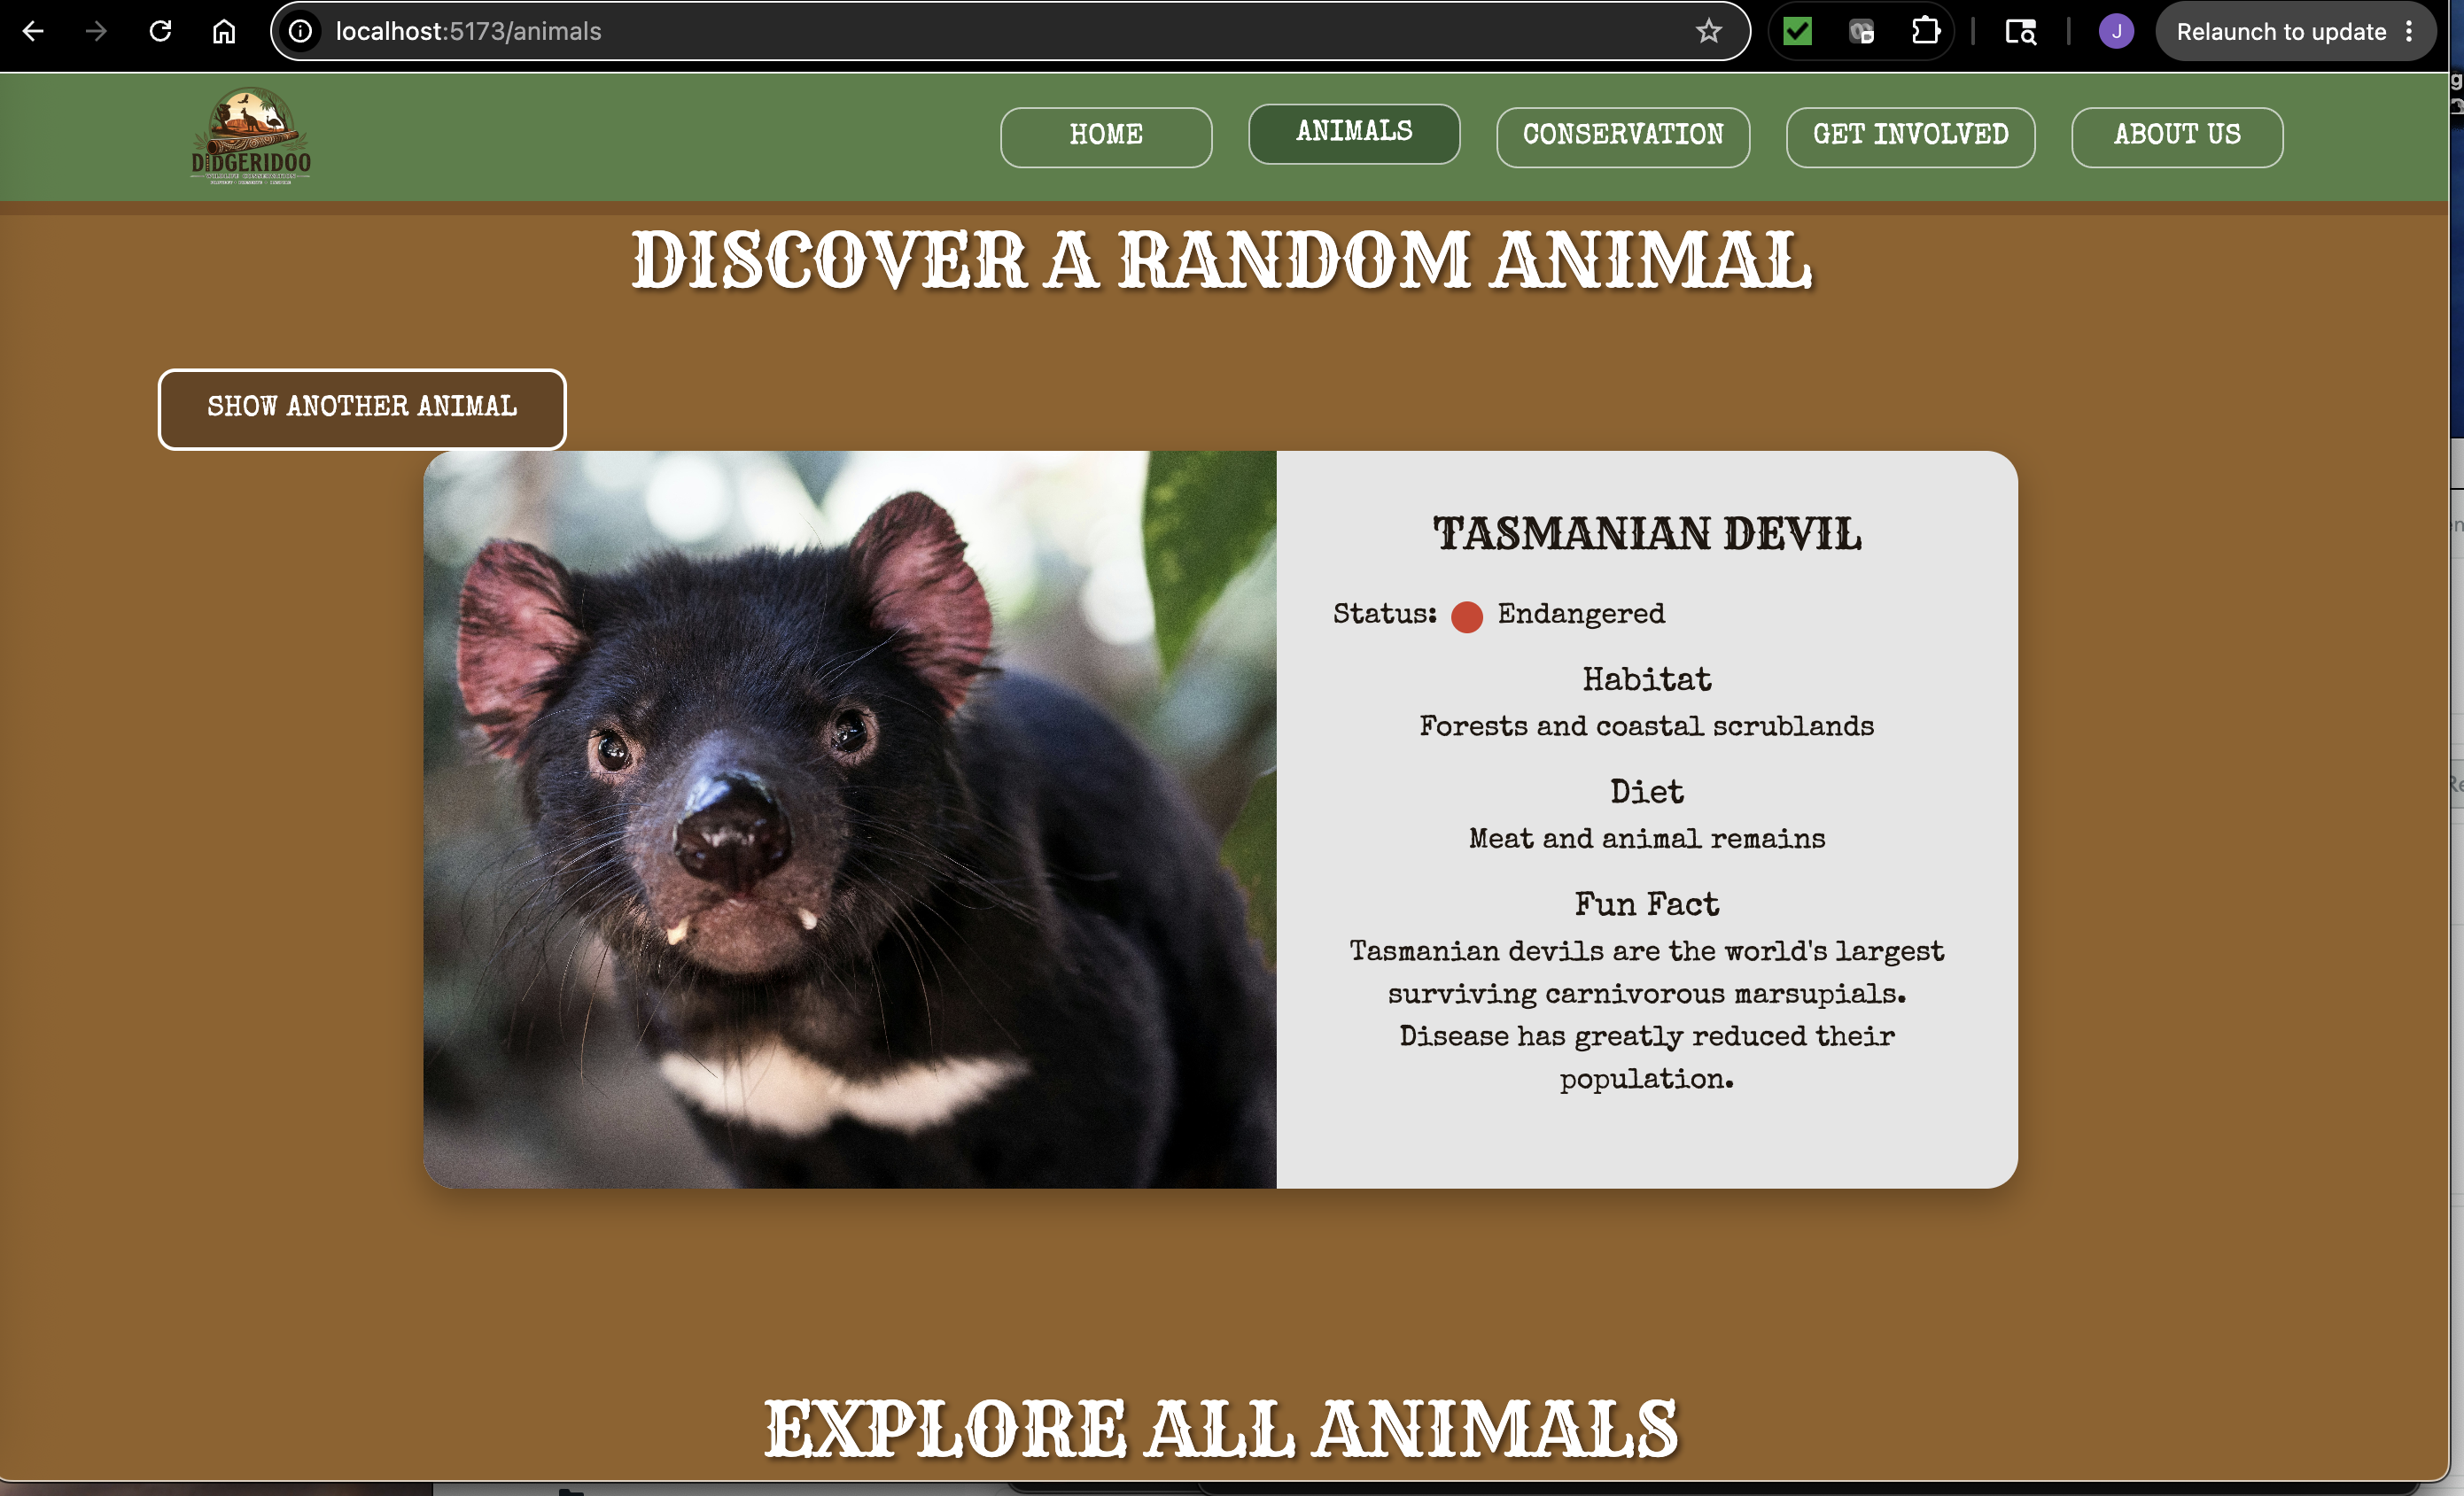 localhost:5173/animals
J
Relaunch to update
DIDGERIDOO
HOME
ANIMALS
CONSERVATION
GET INVOLVED
ABOUT US
DISCOVER A RANDOM ANIMAL
SHOW ANOTHER ANIMAL
TASMANIAN DEVIL
Status: Endangered
Habitat
Forests and coastal scrublands
Diet
Meat and animal remains
Fun Fact
Tasmanian devils are the world's largest
surviving carnivorous marsupials.
Disease has greatly reduced their
population.
EXPLORE ALL ANIMALS